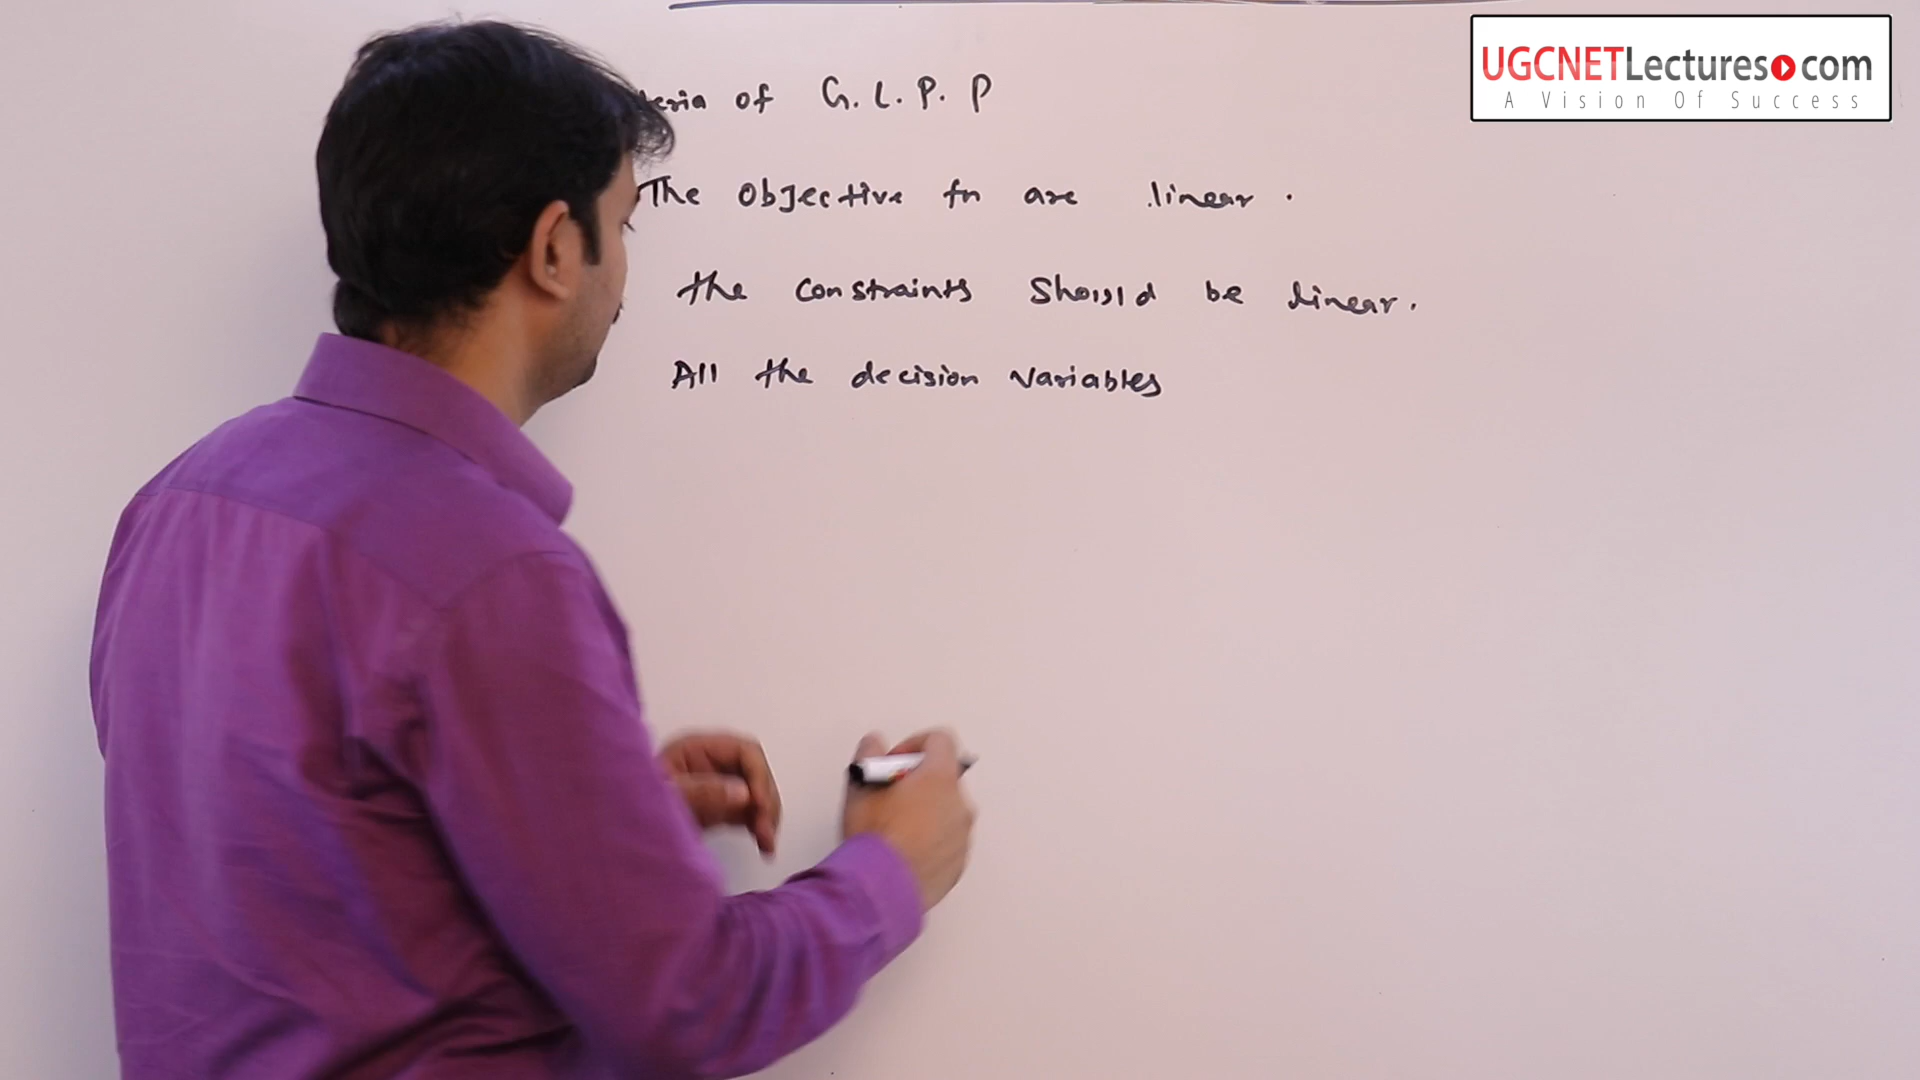 UGCNETLectures.com
A Vision Of Success
of G.L.P.P
The Objective fn are linear.
the constraints should be linear.
All the decision variables